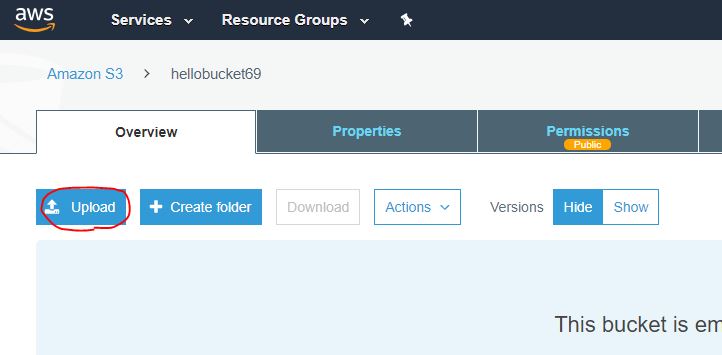 aws Services Resource Groups
Amazon S3 > hellobucket69
Overview Properties Permissions
Public
Upload Create folder Download Actions Versions Hide Show
This bucket is